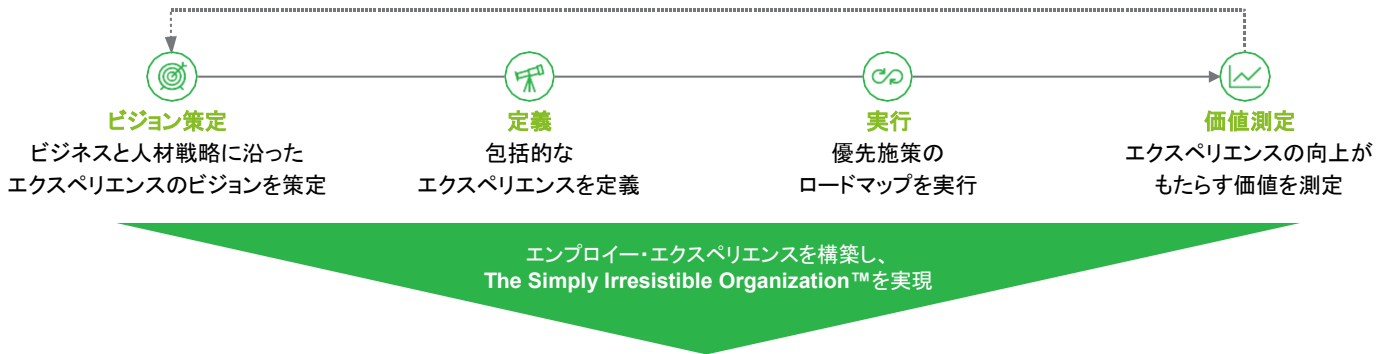 ビジョン策定
ビジネスと人材戦略に沿った
エクスペリエンスのビジョンを策定
定義
包括的な
エクスペリエンスを定義
実行
優先施策の
ロードマップを実行
価値測定
エクスペリエンスの向上が
もたらす価値を測定
エンプロイー・エクスペリエンスを構築し、
The Simply Irresistible Organization™を実現